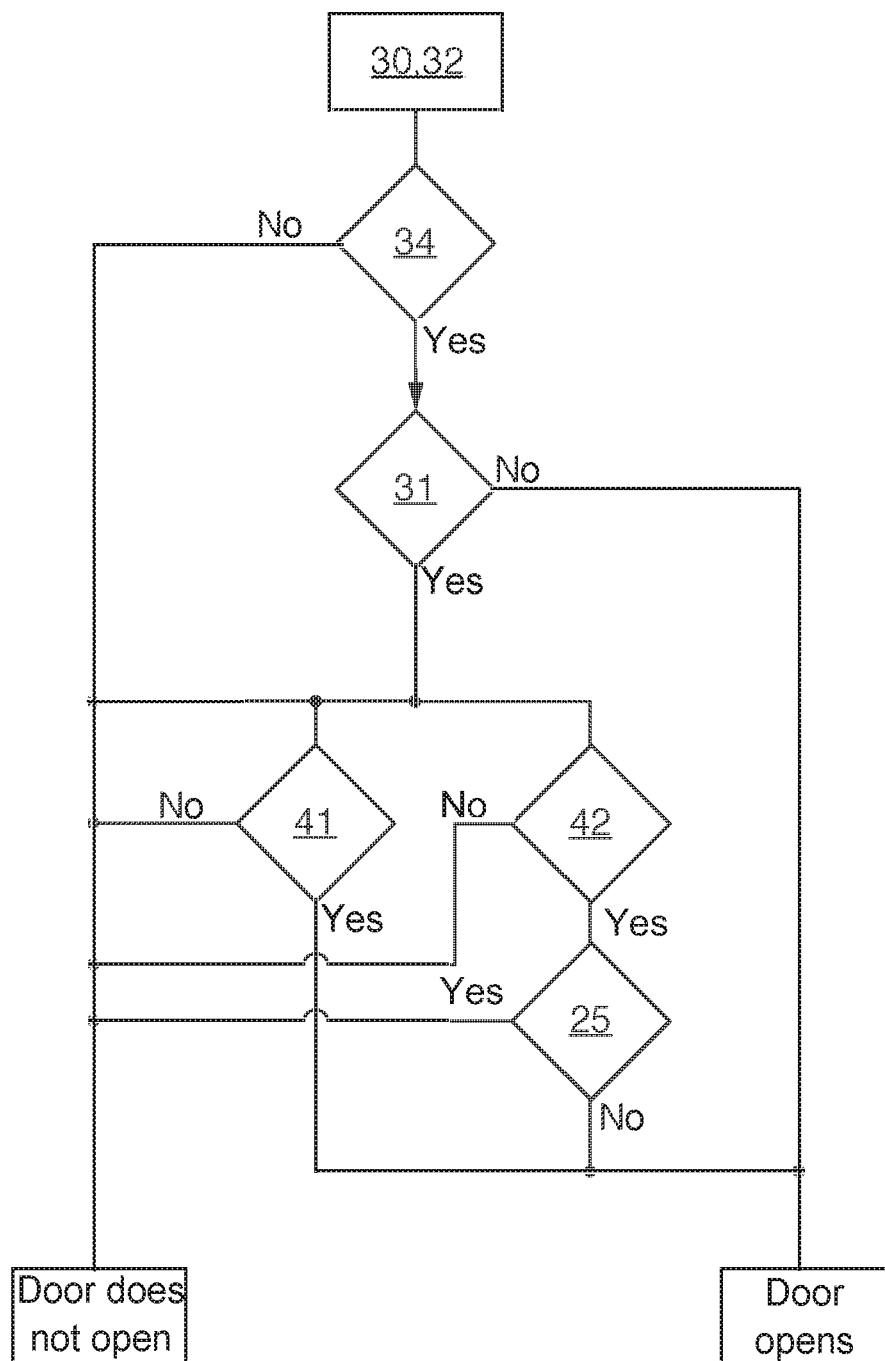 30,32
No
34
Yes
31
No
Yes
No
41
Yes
No
42
Yes
Yes
25
No
Door does
not open
Door
opens